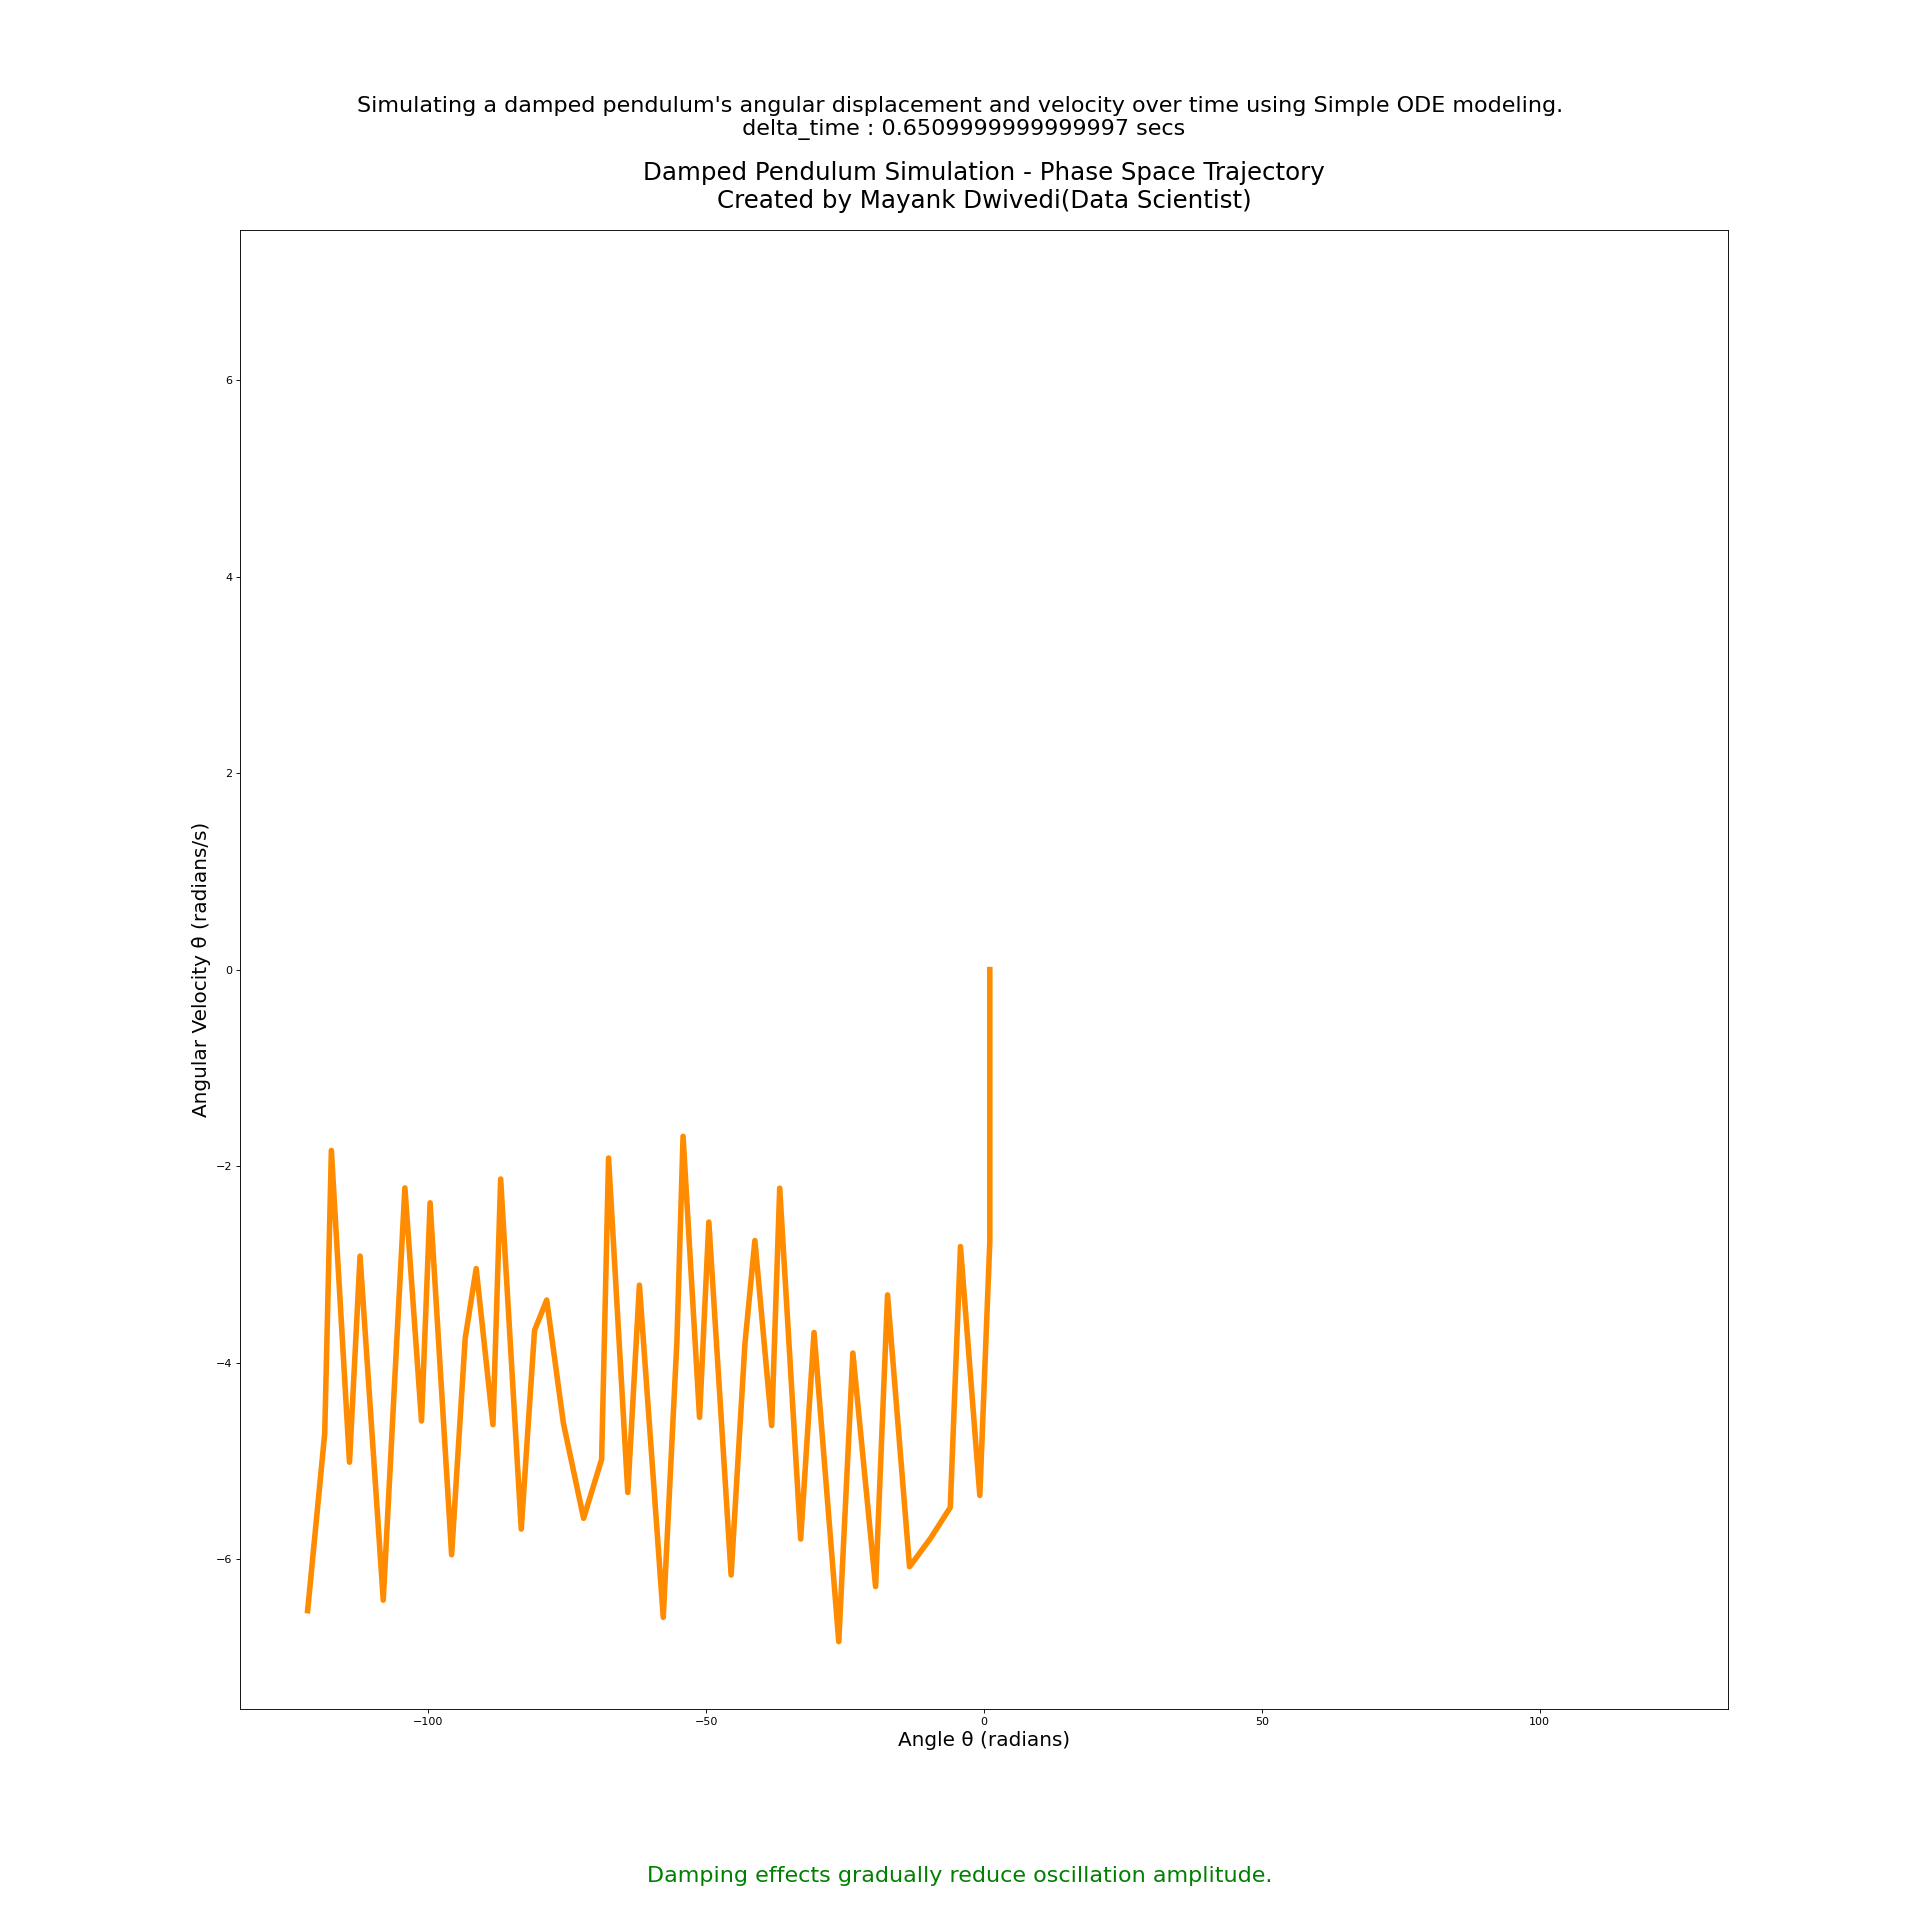 Simulating a damped pendulum's angular displacement and velocity over time using Simple ODE modeling.
delta_time : 0.6509999999999997 secs
Damped Pendulum Simulation - Phase Space Trajectory
Created by Mayank Dwivedi(Data Scientist)
6
4
2
0
−2
−4
−6
Angular Velocity θ (radians/s)
−100
−50
0
50
100
Angle θ (radians)
Damping effects gradually reduce oscillation amplitude.